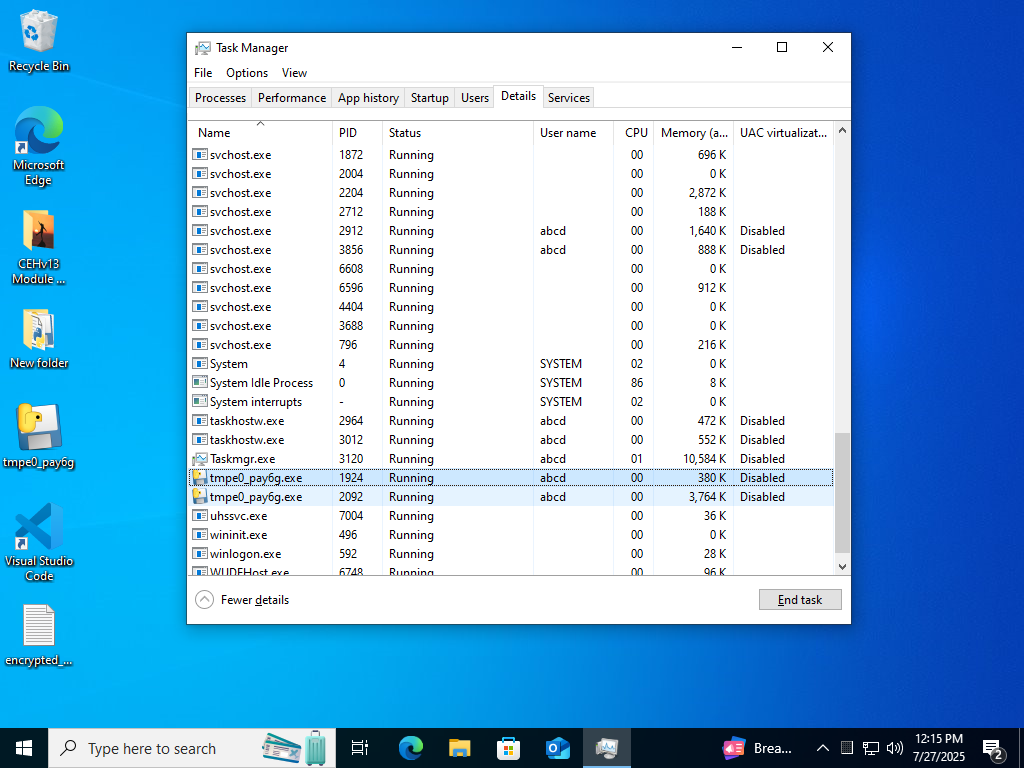 Recycle Bin
Microsoft
Edge
CEHv13
Module ...
New folder
tmpe0_pay6g
Visual Studio
Code
encrypted_...
Task Manager
File Options View
Processes Performance App history Startup Users Details Services
Name PID Status User name CPU Memory (a... UAC virtualizat...
svchost.exe 1872 Running 00 696 K
svchost.exe 2004 Running 00 0 K
svchost.exe 2204 Running 00 2,872 K
svchost.exe 2712 Running 00 188 K
svchost.exe 2912 Running abcd 00 1,640 K Disabled
svchost.exe 3856 Running abcd 00 888 K Disabled
svchost.exe 6608 Running 00 0 K
svchost.exe 6596 Running 00 912 K
svchost.exe 4404 Running 00 0 K
svchost.exe 3688 Running 00 0 K
svchost.exe 796 Running 00 216 K
System 4 Running SYSTEM 02 0 K
System Idle Process 0 Running SYSTEM 86 8 K
System interrupts - Running SYSTEM 02 0 K
taskhostw.exe 2964 Running abcd 00 472 K Disabled
taskhostw.exe 3012 Running abcd 00 552 K Disabled
Taskmgr.exe 3120 Running abcd 01 10,584 K Disabled
tmpe0_pay6g.exe 1924 Running abcd 00 380 K Disabled
tmpe0_pay6g.exe 2092 Running abcd 00 3,764 K Disabled
uhssvc.exe 7004 Running 00 36 K
wininit.exe 496 Running 00 0 K
winlogon.exe 592 Running 00 28 K
WUDFHost.exe 6748 Running 00 96 K
Fewer details End task
Type here to search Brea... 12:15 PM
7/27/2025
2